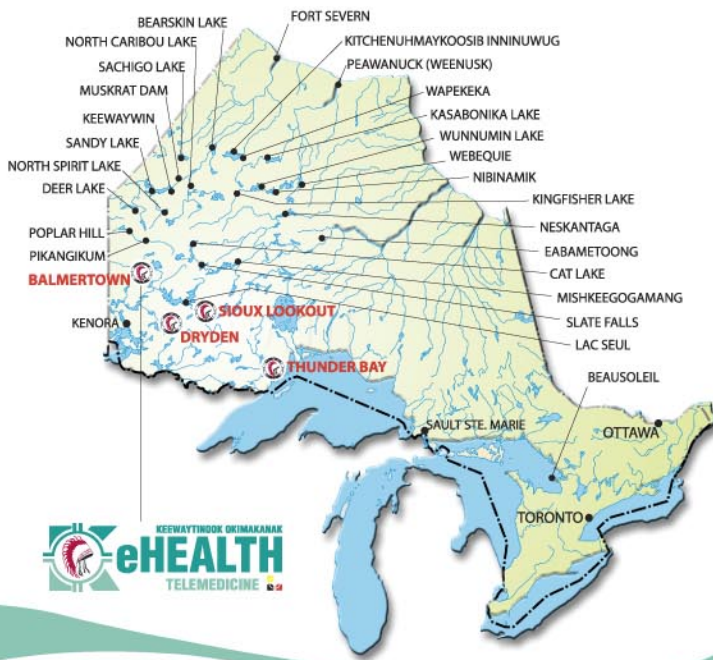 BEARSKIN LAKE
FORT SEVERN
NORTH CARIBOU LAKE
KITCHENUHMAYKOOSIB INNINUWUG
SACHIGO LAKE
PEAWANUCK (WEENUSK)
MUSKRAT DAM
WAPEKEKA
KEEWAYWIN
KASABONIKA LAKE
SANDY LAKE
WUNNUMIN LAKE
NORTH SPIRIT LAKE
WEBEQUIE
DEER LAKE
NIBINAMIK
KINGFISHER LAKE
POPLAR HILL
NESKANTAGA
PIKANGIKUM
EABAMETOONG
BALMERTOWN
CAT LAKE
MISHKEEGOGAMANG
SIOUX LOOKOUT
KENORA
SLATE FALLS
DRYDEN
LAC SEUL
THUNDER BAY
BEAUSOLEIL
SAULT STE. MARIE
OTTAWA
TORONTO
KEEWAYTINOOK OKIMAKANAK
eHEALTH
TELEMEDICINE